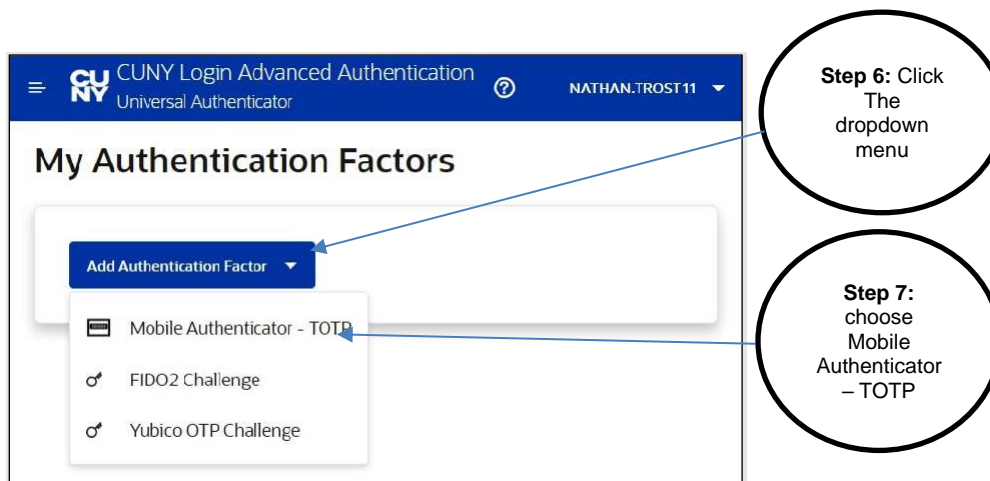 CUNY Login Advanced Authentication
Universal Authenticator
NATHAN.TROST11
My Authentication Factors
Add Authentication Factor
Mobile Authenticator - TOTP
FIDO2 Challenge
Yubico OTP Challenge
Step 6: Click
The
dropdown
menu
Step 7:
choose
Mobile
Authenticator
– TOTP